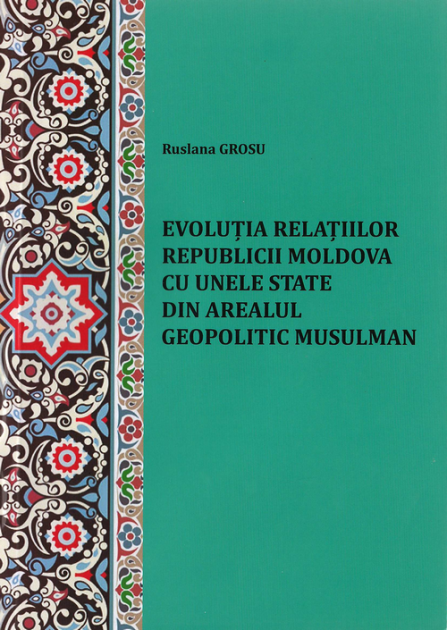 Ruslana GROSU
EVOLUȚIA RELAȚIILOR
REPUBLICII MOLDOVA
CU UNELE STATE
DIN AREALUL
GEOPOLITIC MUSULMAN